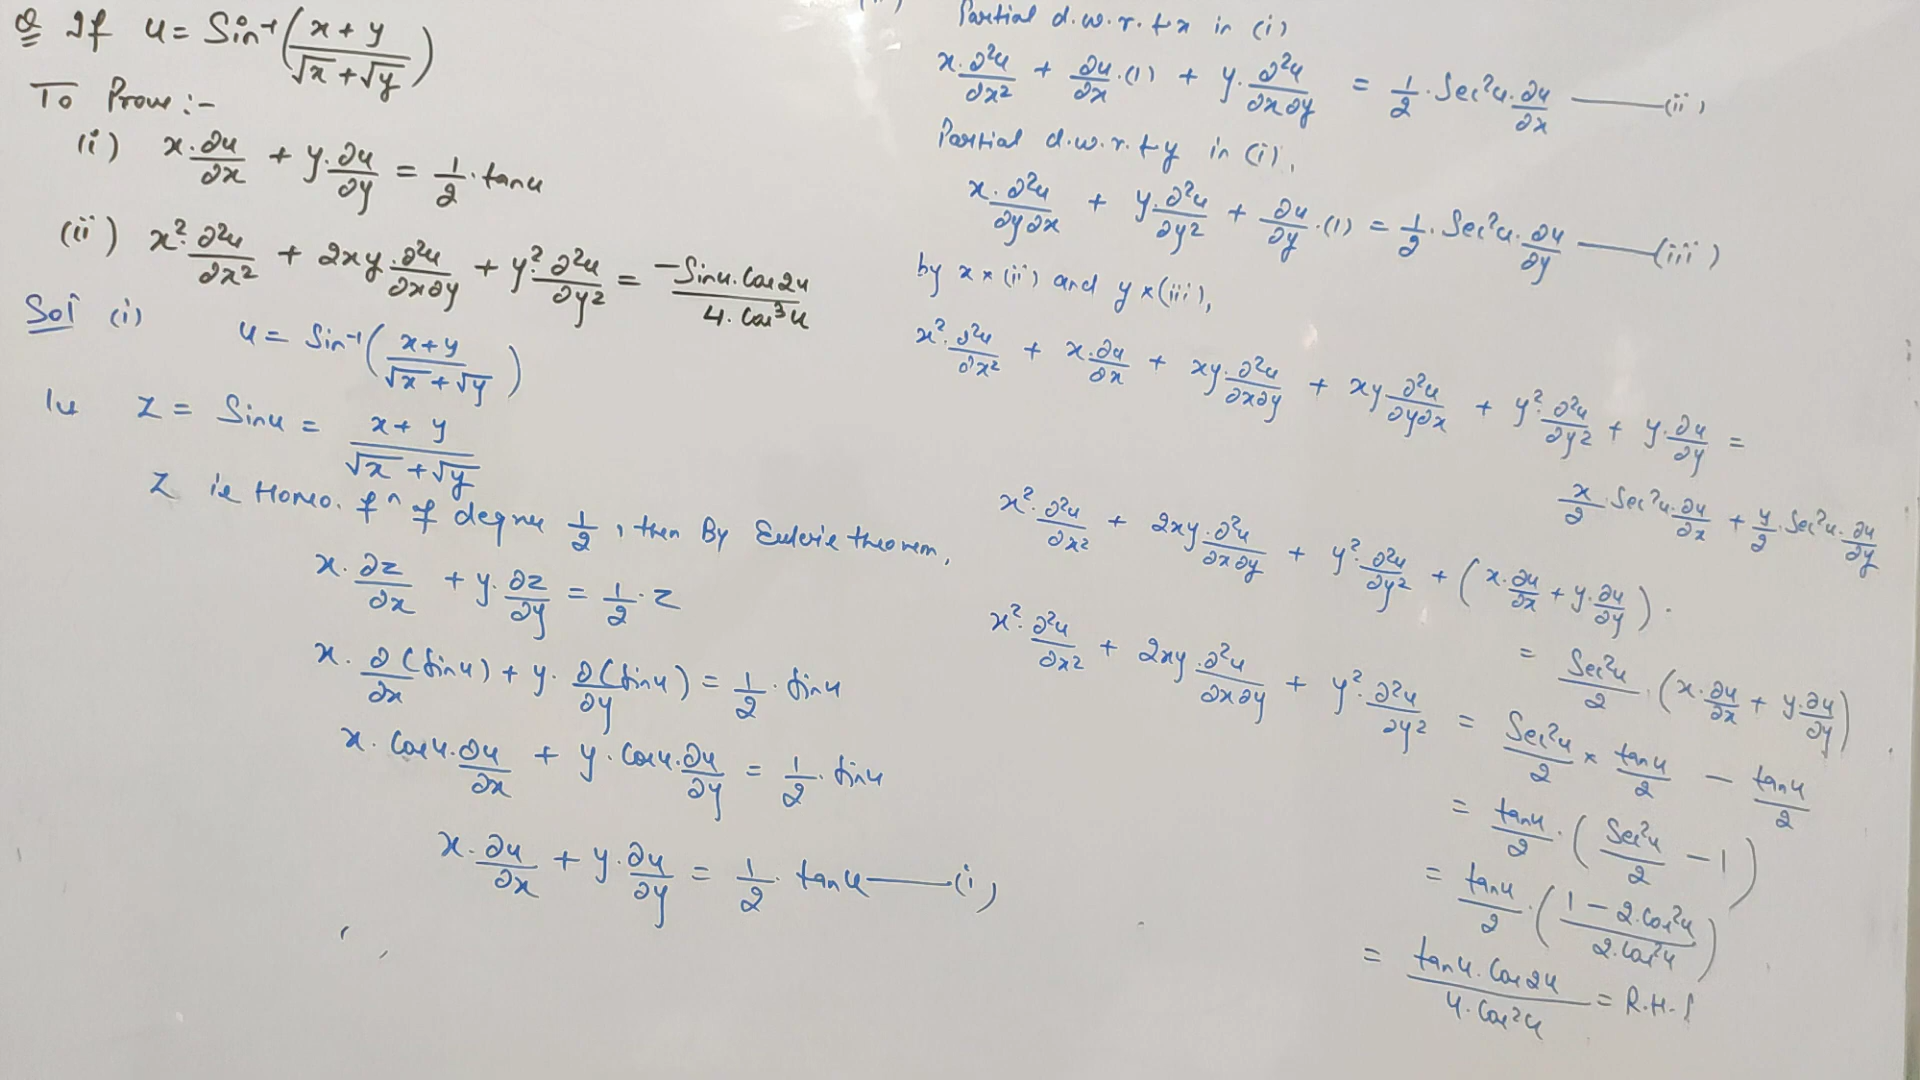 Q If u = Sin⁻¹((x+y)/(√x+√y))
To Prove :-
(i) x.∂u/∂x + y.∂u/∂y = 1/2.tanu
(ii) x².∂²u/∂x² + 2xy.∂²u/∂x∂y + y².∂²u/∂y² = -Sinu.Cos2u/4.Cos³u
Solⁿ (i) u = Sin⁻¹((x+y)/(√x+√y))
Z = Sinu = (x+y)/(√x+√y)
Z is Homo. fⁿ of degree 1/2, then By Euler's theorem,
x.∂z/∂x + y.∂z/∂y = 1/2.z
x.∂(Sinu)/∂x + y.∂(Sinu)/∂y = 1/2.Sinu
x.Cosu.∂u/∂x + y.Cosu.∂u/∂y = 1/2.Sinu
x.∂u/∂x + y.∂u/∂y = 1/2.tanu —(i)
Partial d.w.r.t x in (i)
x.∂²u/∂x² + ∂u/∂x.(1) + y.∂²u/∂x∂y = 1/2.Sec²u.∂u/∂x —(ii)
Partial d.w.r.t y in (i),
x.∂²u/∂y∂x + y.∂²u/∂y² + ∂u/∂y.(1) = 1/2.Sec²u.∂u/∂y —(iii)
by x×(ii) and y×(iii),
x².∂²u/∂x² + x.∂u/∂x + xy.∂²u/∂x∂y + xy.∂²u/∂y∂x + y².∂²u/∂y² + y.∂u/∂y =
x/2.Sec²u.∂u/∂x + y/2.Sec²u.∂u/∂y
x².∂²u/∂x² + 2xy.∂²u/∂x∂y + y².∂²u/∂y² + (x.∂u/∂x + y.∂u/∂y).
= Sec²u/2.(x.∂u/∂x + y.∂u/∂y)
x².∂²u/∂x² + 2xy.∂²u/∂x∂y + y².∂²u/∂y² = Sec²u/2 × tanu/2 - tanu/2
= tanu/2.(Sec²u/2 - 1)
= tanu/2.((1-2.Cos²u)/2.Cos²u)
= tanu.Cos2u/4.Cos²u = R.H.S